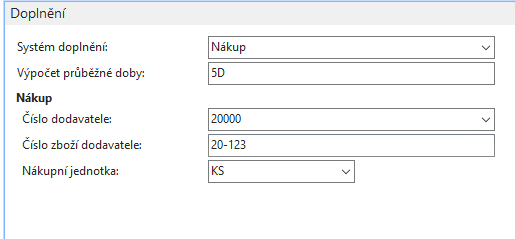 Doplnění
Systém doplnění: Nákup
Výpočet průběžné doby: 5D
Nákup
Číslo dodavatele: 20000
Číslo zboží dodavatele: 20-123
Nákupní jednotka: KS